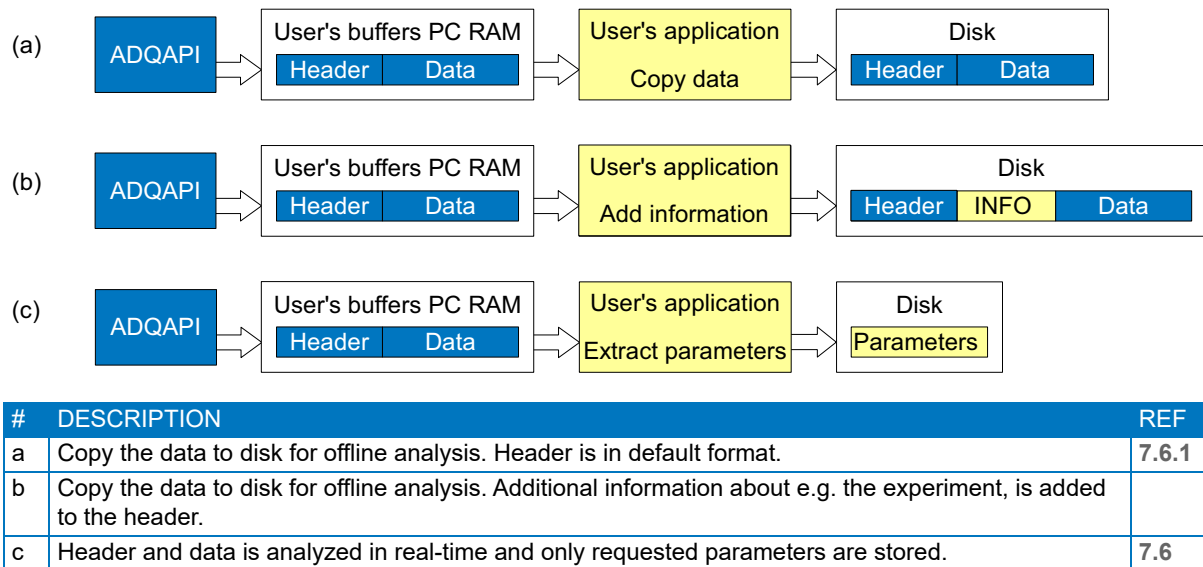 (a)
ADQAPI
User's buffers PC RAM
Header Data
User's application
Copy data
Disk
Header Data
(b)
ADQAPI
User's buffers PC RAM
Header Data
User's application
Add information
Disk
Header INFO Data
(c)
ADQAPI
User's buffers PC RAM
Header Data
User's application
Extract parameters
Disk
Parameters
# DESCRIPTION REF
a Copy the data to disk for offline analysis. Header is in default format. 7.6.1
b Copy the data to disk for offline analysis. Additional information about e.g. the experiment, is added
to the header.
c Header and data is analyzed in real-time and only requested parameters are stored. 7.6